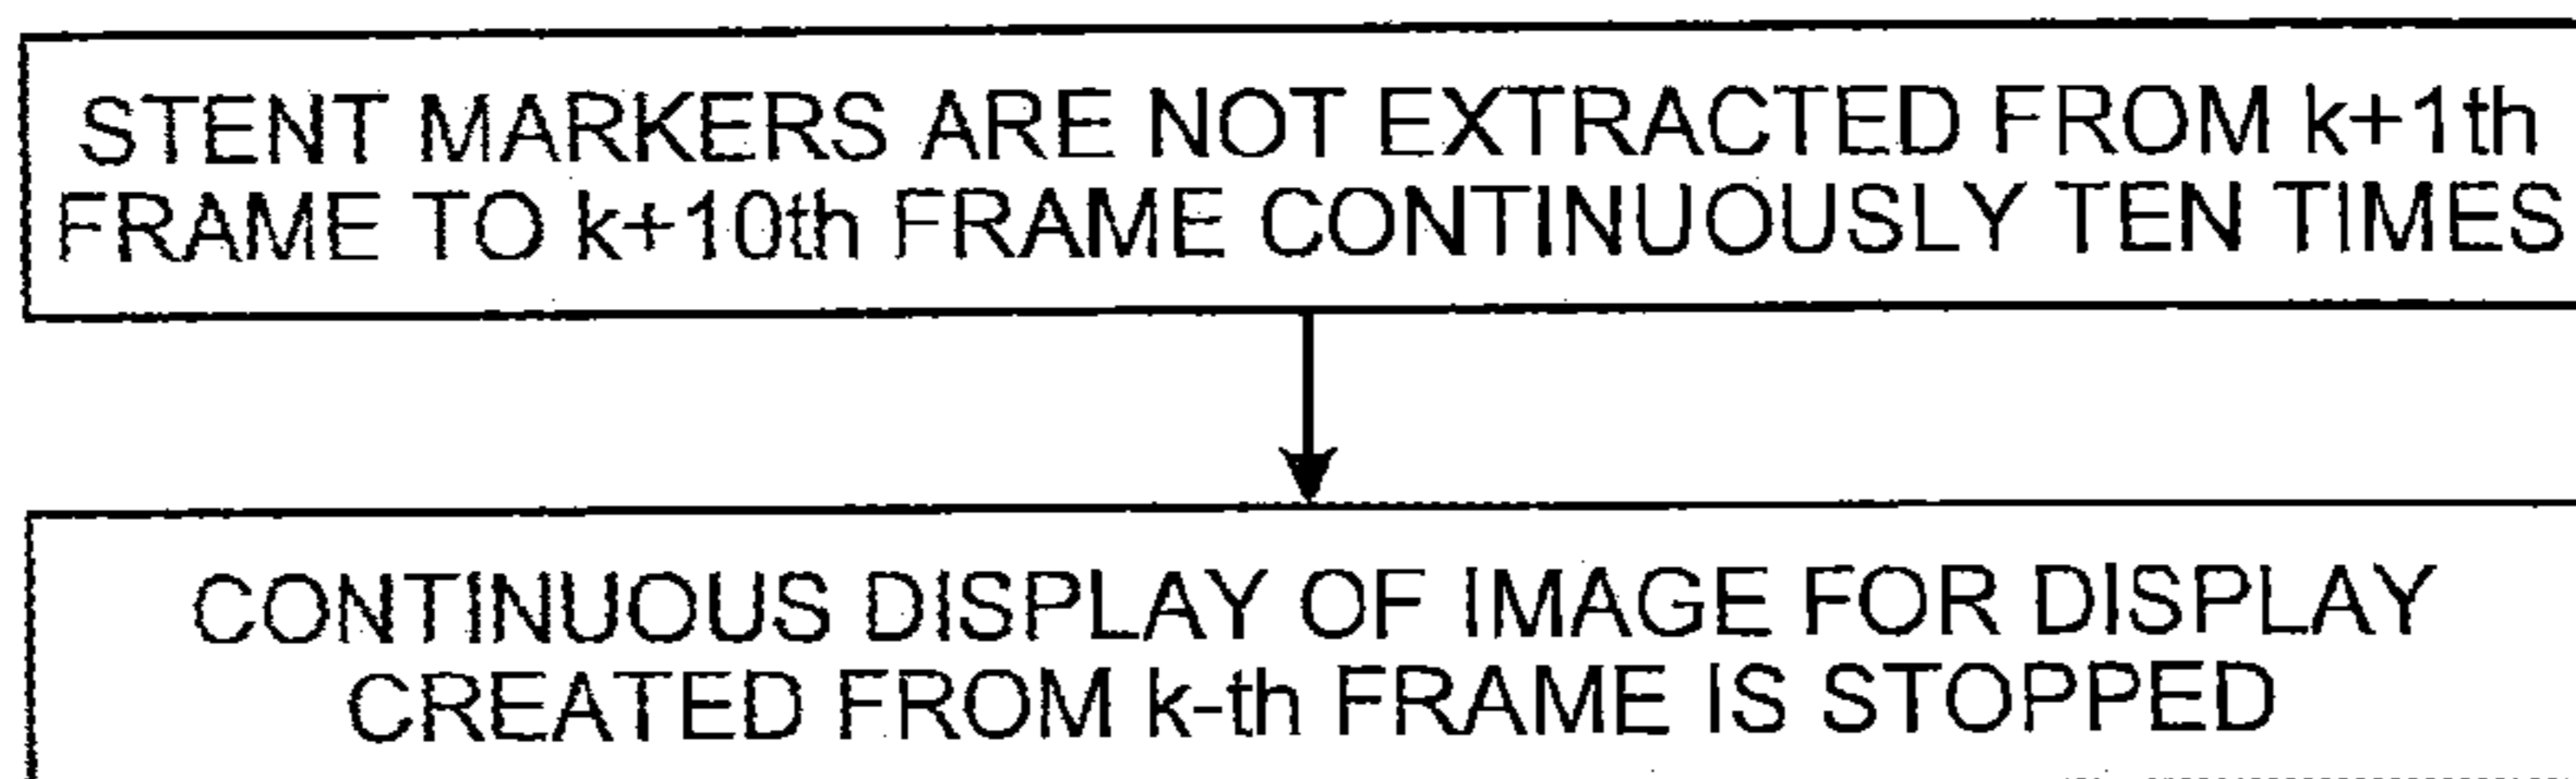 STENT MARKERS ARE NOT EXTRACTED FROM k+1th
FRAME TO k+10th FRAME CONTINUOUSLY TEN TIMES
CONTINUOUS DISPLAY OF IMAGE FOR DISPLAY
CREATED FROM k-th FRAME IS STOPPED